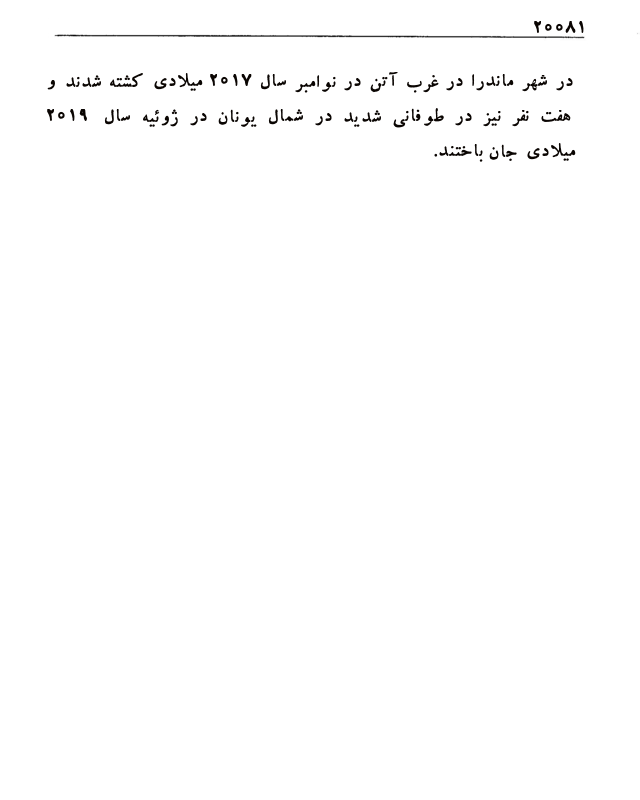 ۲۰۰۸۱
در شهر ماندرا در غرب آتن در نوامبر سال ۲۰۱۷ میلادی کشته شدند و
هفت نفر نیز در طوفانی شدید در شمال یونان در ژوئیه سال ۲۰۱۹
میلادی جان باختند.